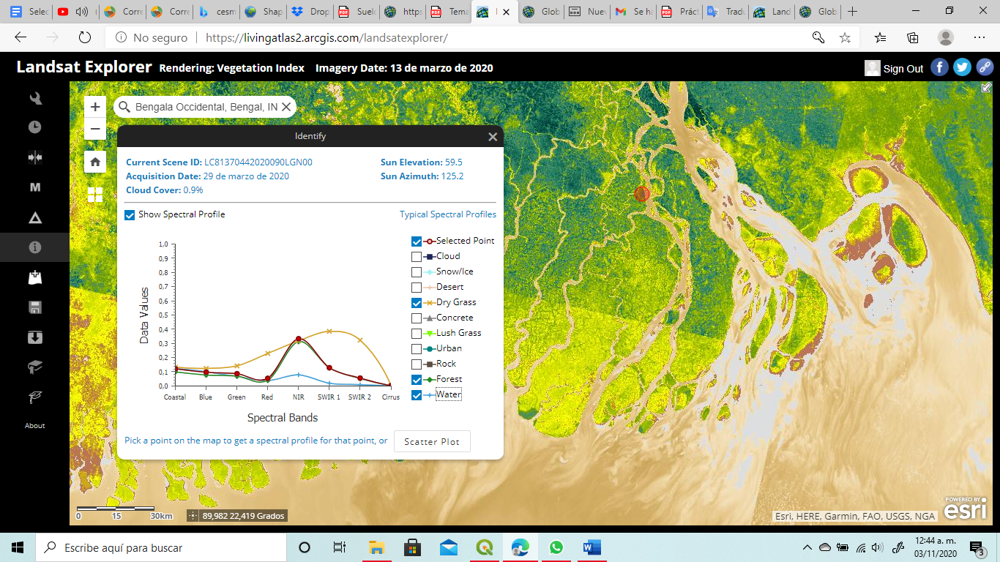 Selec
(
Corre
Corre
cesm
Shap
Drop
Suelo
https
Tema
Glob
Nuev
Se ha
Práct
Tradu
Land
Glob
No seguro
https://livingatlas2.arcgis.com/landsatexplorer/
Landsat Explorer Rendering: Vegetation Index Imagery Date: 13 de marzo de 2020
Sign Out
Bengala Occidental, Bengal, IN
Identify
Current Scene ID: LC81370442020090LGN00
Sun Elevation: 59.5
Acquisition Date: 29 de marzo de 2020
Sun Azimuth: 125.2
Cloud Cover: 0.9%
M
Show Spectral Profile
Typical Spectral Profiles
1,0
0,9
0,8
0,7
0,6
0,5
0,4
0,3
0,2
0,1
0,0
Data Values
Coastal Blue Green Red NIR SWIR 1 SWIR 2 Cirrus
Spectral Bands
Selected Point
Cloud
Snow/Ice
Desert
Dry Grass
Concrete
Lush Grass
Urban
Rock
Forest
Water
Pick a point on the map to get a spectral profile for that point, or
Scatter Plot
About
0 15 30km
89,982 22,419 Grados
POWERED BY
esri
Esri, HERE, Garmin, FAO, USGS, NGA
Escribe aquí para buscar
12:44 a. m.
03/11/2020
3